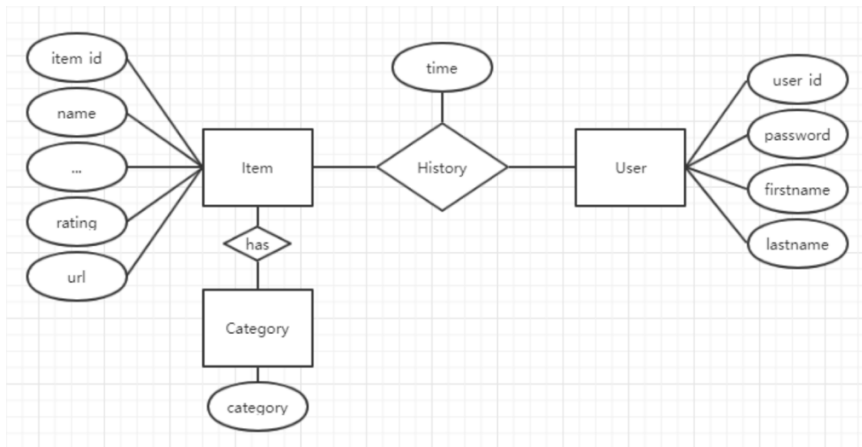 item id
name
...
rating
url
Item
has
Category
category
time
History
User
user id
password
firstname
lastname